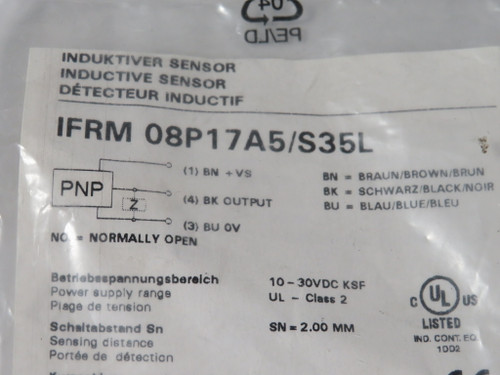 04
PE/LD
INDUKTIVER SENSOR
INDUCTIVE SENSOR
DÉTECTEUR INDUCTIF
IFRM 08P17A5/S35L
PNP
Z
(1) BN +VS
(4) BK OUTPUT
(3) BU 0V
BN = BRAUN/BROWN/BRUN
BK = SCHWARZ/BLACK/NOIR
BU = BLAU/BLUE/BLEU
NO = NORMALLY OPEN
Betriebsspannungsbereich 10-30VDC KSF
Power supply range UL - Class 2
Plage de tension
Schaltabstand Sn SN = 2.00 MM
Sensing distance
Portée de détection
C UL US
LISTED
IND. CONT. EQ.
1DD2